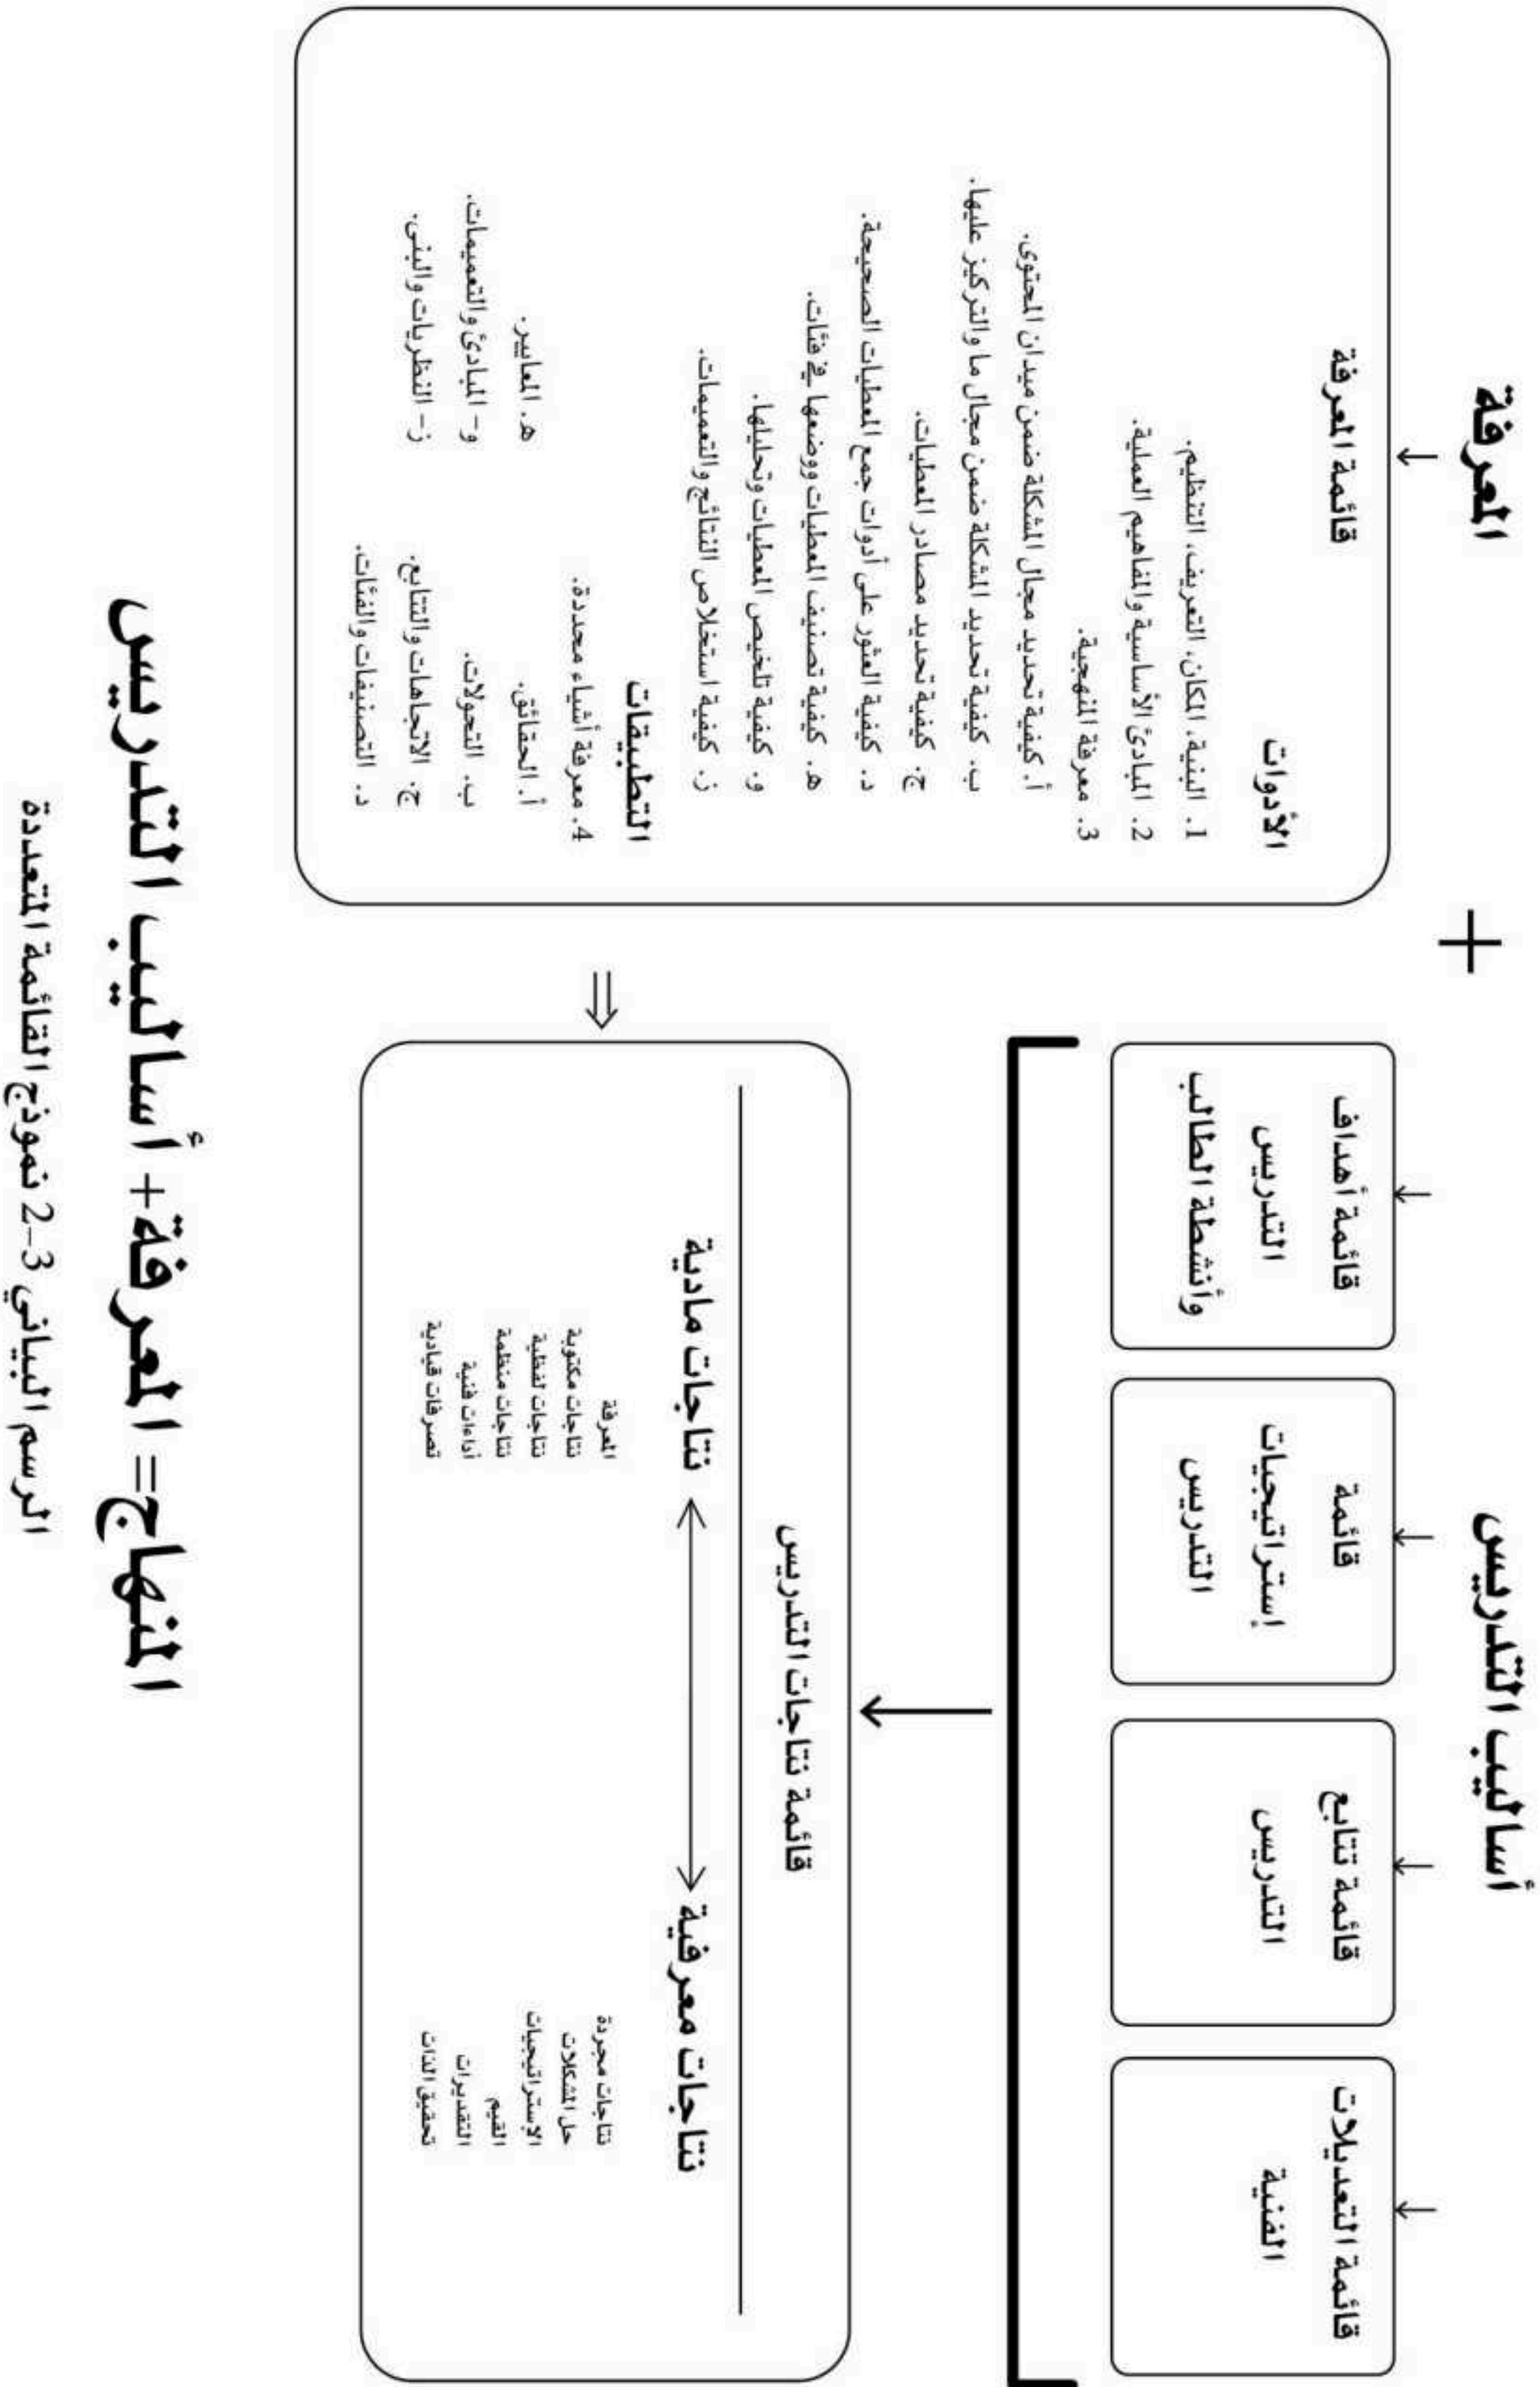 المعرفة
+
أساليب التدريس
قائمة المعرفة
الأدوات
1. البنية، المكان، التعريف، التنظيم.
2. المبادئ الأساسية والمفاهيم العملية.
3. معرفة المنهجية.
أ. كيفية تحديد مجال المشكلة ضمن ميدان المحتوى.
ب. كيفية تحديد المشكلة ضمن مجال ما والتركيز عليها.
ج. كيفية تحديد مصادر المعطيات.
د. كيفية العثور على أدوات جمع المعطيات الصحيحة.
هـ. كيفية تصنيف المعطيات ووضعها في فئات.
و. كيفية تلخيص المعطيات وتحليلها.
ز. كيفية استخلاص النتائج والتعميمات.
التطبيقات
4. معرفة أشياء محددة.
أ. الحقائق.
ب. التحولات.
ج. الاتجاهات والتتابع.
د. التصنيفات والفئات.
هـ. المعايير.
و- المبادئ والتعميمات.
ز- النظريات والبنى.
قائمة أهداف
التدريس
وأنشطة الطالب
قائمة
إستراتيجيات
التدريس
قائمة تتابع
التدريس
قائمة التعديلات
الفنية
قائمة نتاجات التدريس
نتاجات مادية
المعرفة
نتاجات مكتوبة
نتاجات لفظية
نتاجات منظمة
أداءات فنية
تصرفات قيادية
نتاجات معرفية
نتاجات مجردة
حل المشكلات
الإستراتيجيات
القيم
التقديرات
تحقيق الذات
المنهاج= المعرفة+ أساليب التدريس
الرسم البياني 3–2 نموذج القائمة المتعددة